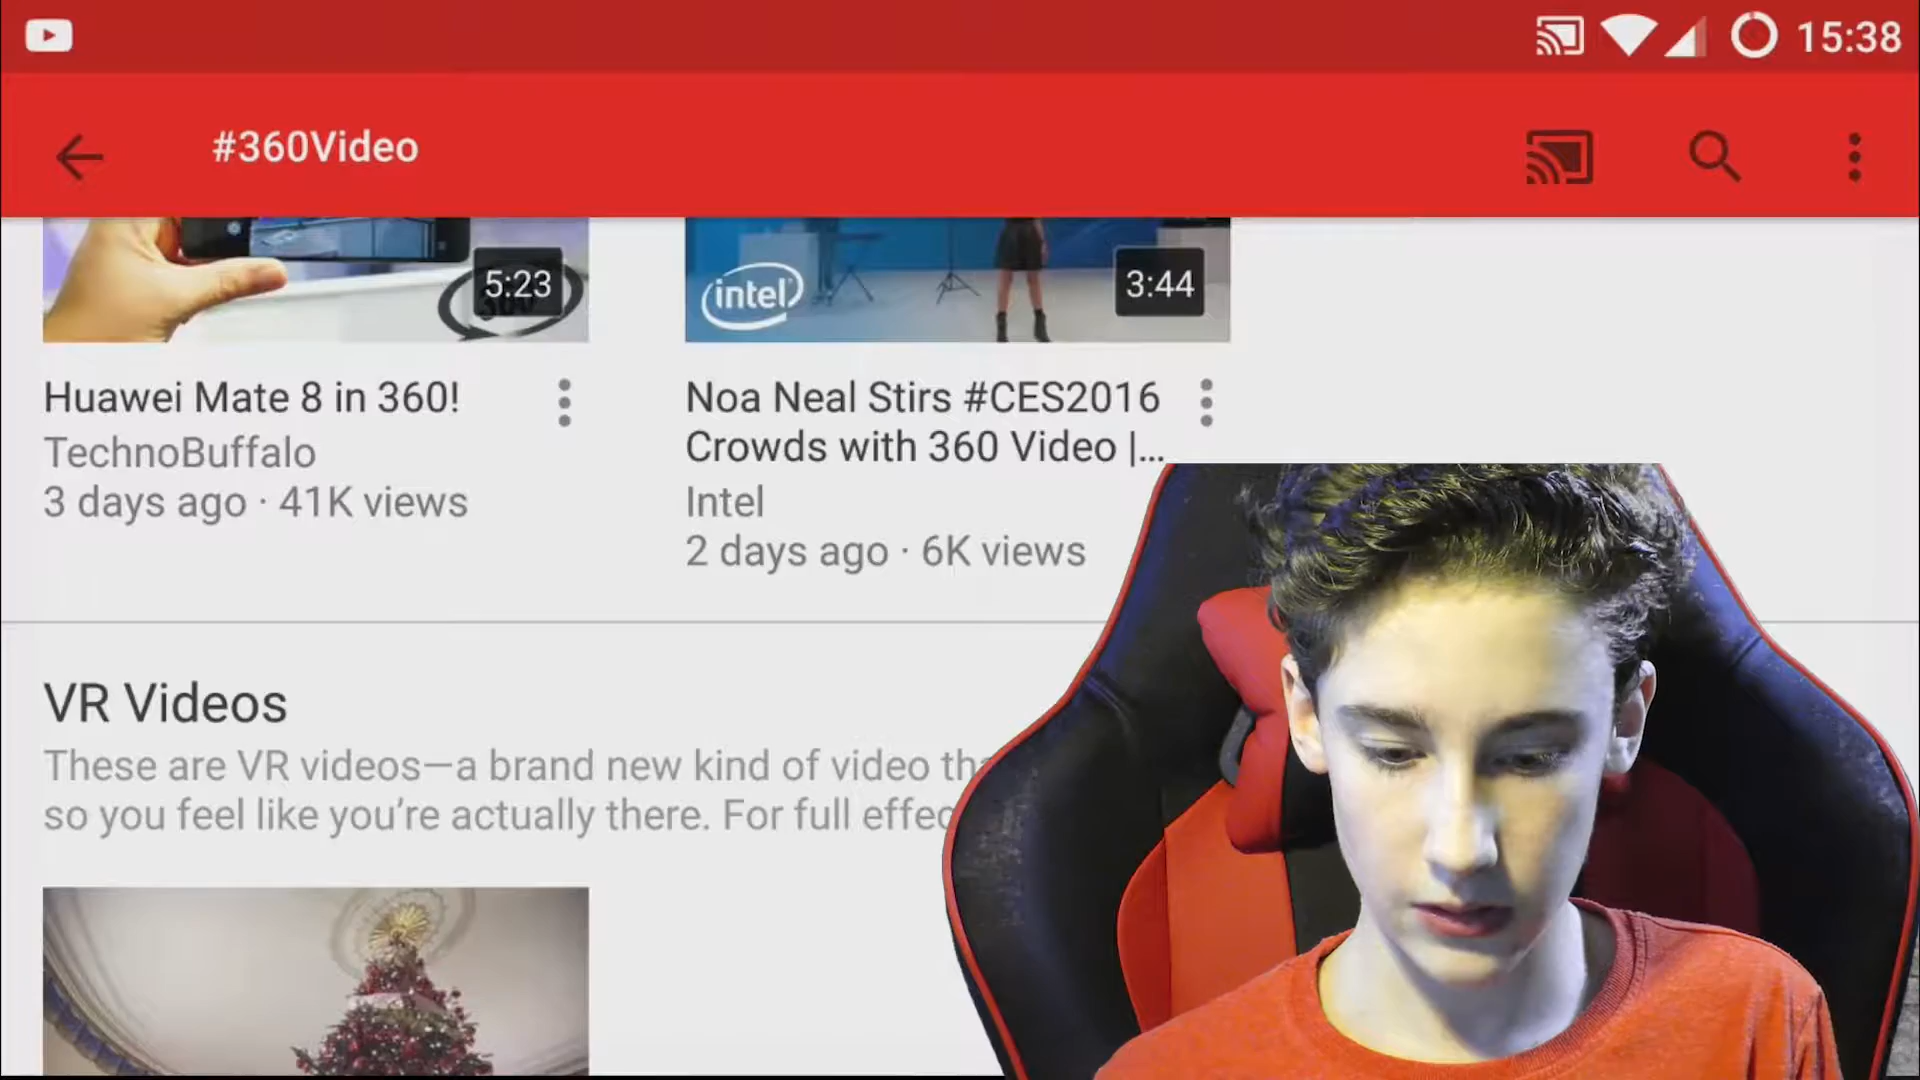 15:38
#360Video
5:23
intel
3:44
Huawei Mate 8 in 360!
TechnoBuffalo
3 days ago · 41K views
Noa Neal Stirs #CES2016
Crowds with 360 Video |...
Intel
2 days ago · 6K views
VR Videos
These are VR videos—a brand new kind of video
so you feel like you're actually there. For full